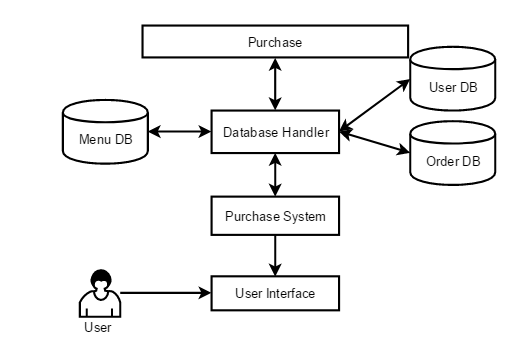 Purchase
User DB
Menu DB
Database Handler
Order DB
Purchase System
User Interface
User